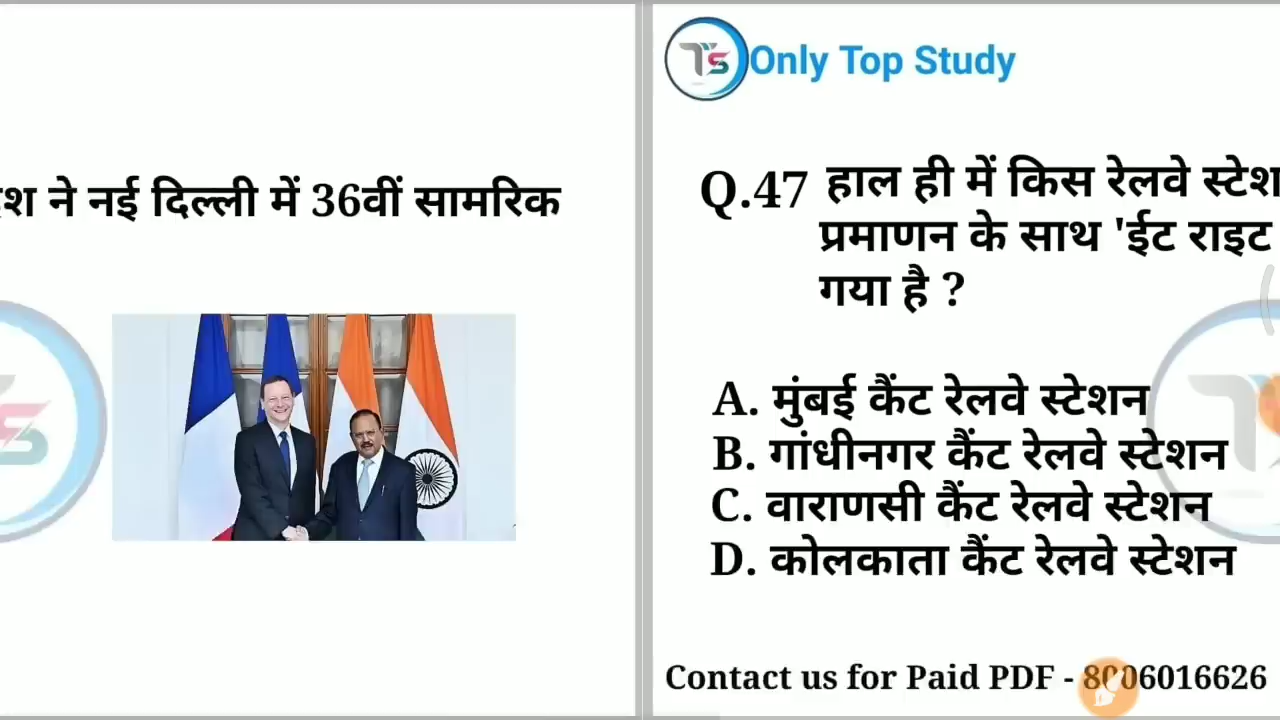 श ने नई दिल्ली में 36वीं सामरिक
TS Only Top Study
Q.47 हाल ही में किस रेलवे
प्रमाणन के साथ 'ईट राइट
गया है ?
A. मुंबई कैंट रेलवे स्टेशन
B. गांधीनगर कैंट रेलवे स्टेशन
C. वाराणसी कैंट रेलवे स्टेशन
D. कोलकाता कैंट रेलवे स्टेशन
Contact us for Paid PDF - 8006016626